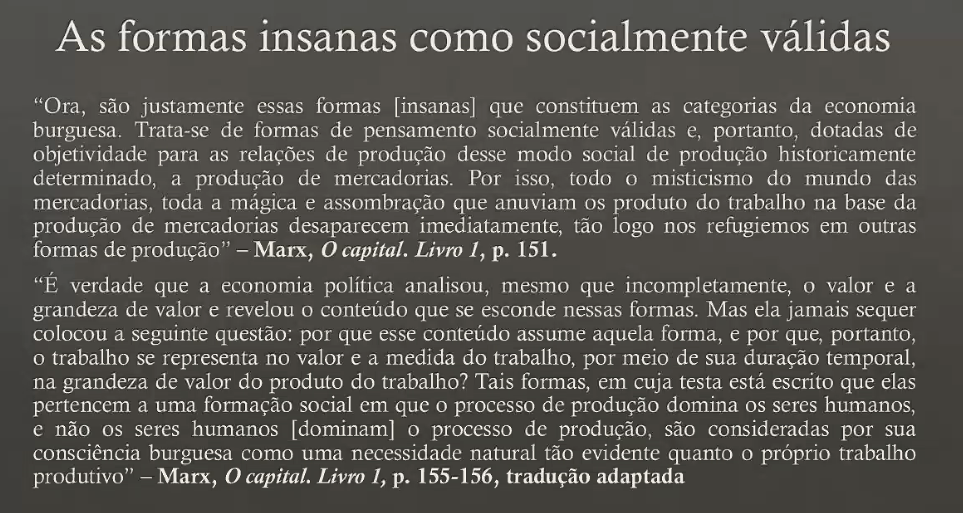 As formas insanas como socialmente válidas
“Ora, são justamente essas formas [insanas] que constituem as categorias da economia
burguesa. Trata-se de formas de pensamento socialmente válidas e, portanto, dotadas de
objetividade para as relações de produção desse modo social de produção historicamente
determinado, a produção de mercadorias. Por isso, todo o misticismo do mundo das
mercadorias, toda a mágica e assombração que anuviam os produto do trabalho na base da
produção de mercadorias desaparecem imediatamente, tão logo nos refugiemos em outras
formas de produção” – Marx, O capital. Livro 1, p. 151.
“É verdade que a economia política analisou, mesmo que incompletamente, o valor e a
grandeza de valor e revelou o conteúdo que se esconde nessas formas. Mas ela jamais sequer
colocou a seguinte questão: por que esse conteúdo assume aquela forma, e por que, portanto,
o trabalho se representa no valor e a medida do trabalho, por meio de sua duração temporal,
na grandeza de valor do produto do trabalho? Tais formas, em cuja testa está escrito que elas
pertencem a uma formação social em que o processo de produção domina os seres humanos,
e não os seres humanos [dominam] o processo de produção, são consideradas por sua
consciência burguesa como uma necessidade natural tão evidente quanto o próprio trabalho
produtivo” – Marx, O capital. Livro 1, p. 155-156, tradução adaptada